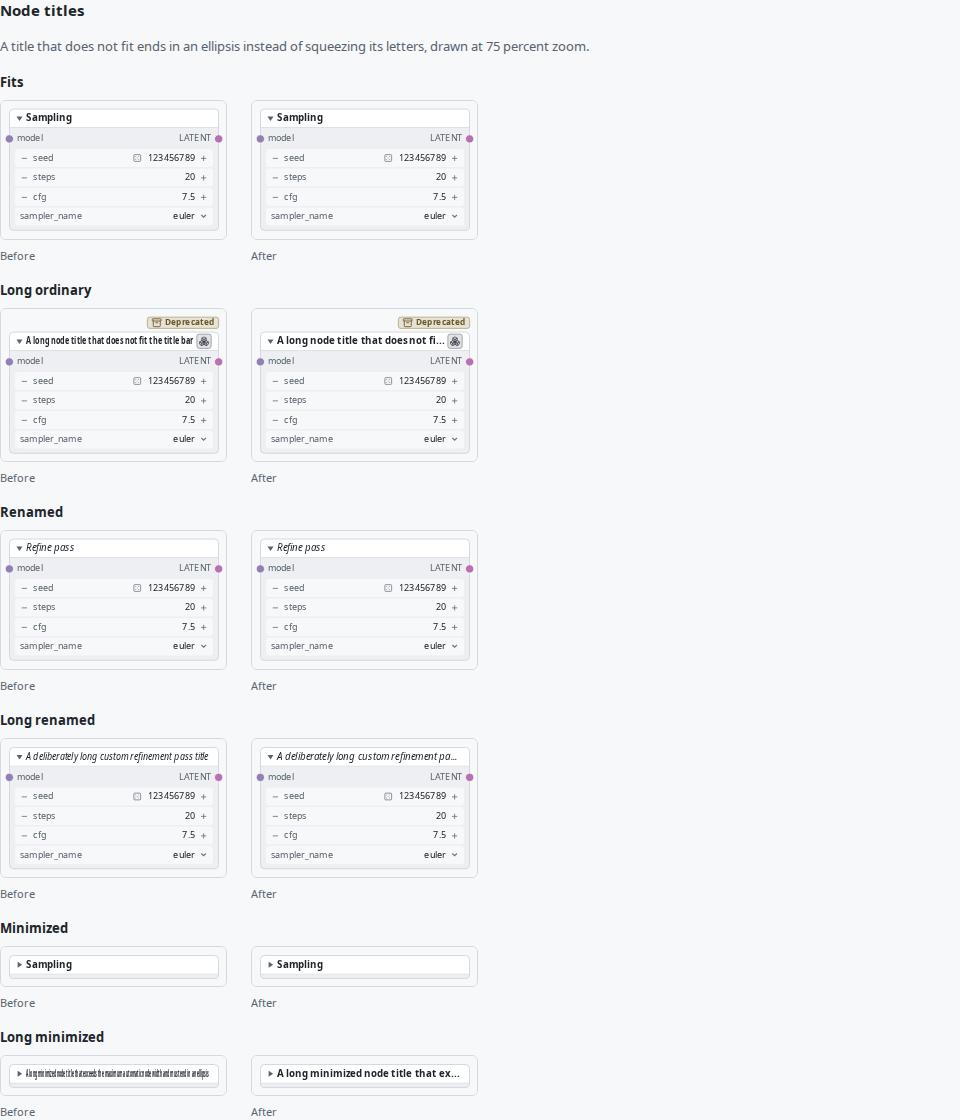 Node titles
A title that does not fit ends in an ellipsis instead of squeezing its letters, drawn at 75 percent zoom.
Fits
Sampling
Sampling
model LATENT
model LATENT
− seed 123456789 +
− seed 123456789 +
− steps 20 +
− steps 20 +
− cfg 7.5 +
− cfg 7.5 +
sampler_name euler
sampler_name euler
Before
After
Long ordinary
Deprecated
Deprecated
A long node title that does not fit the title bar
A long node title that does not fi…
model LATENT
model LATENT
− seed 123456789 +
− seed 123456789 +
− steps 20 +
− steps 20 +
− cfg 7.5 +
− cfg 7.5 +
sampler_name euler
sampler_name euler
Before
After
Renamed
Refine pass
Refine pass
model LATENT
model LATENT
− seed 123456789 +
− seed 123456789 +
− steps 20 +
− steps 20 +
− cfg 7.5 +
− cfg 7.5 +
sampler_name euler
sampler_name euler
Before
After
Long renamed
A deliberately long custom refinement pass title
A deliberately long custom refinement pa…
model LATENT
model LATENT
− seed 123456789 +
− seed 123456789 +
− steps 20 +
− steps 20 +
− cfg 7.5 +
− cfg 7.5 +
sampler_name euler
sampler_name euler
Before
After
Minimized
Sampling
Sampling
Before
After
Long minimized
A long minimized node title that exceeds the maximum
A long minimized node title that ex…
Before
After